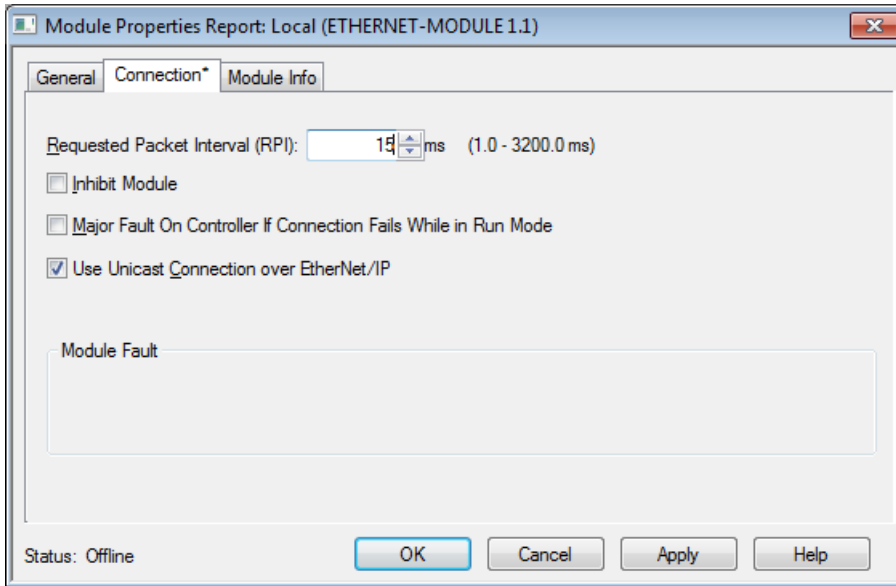 Module Properties Report: Local (ETHERNET-MODULE 1.1)
General Connection* Module Info
Requested Packet Interval (RPI): 15 ms (1.0 - 3200.0 ms)
Inhibit Module
Major Fault On Controller If Connection Fails While in Run Mode
Use Unicast Connection over EtherNet/IP
Module Fault
Status: Offline OK Cancel Apply Help